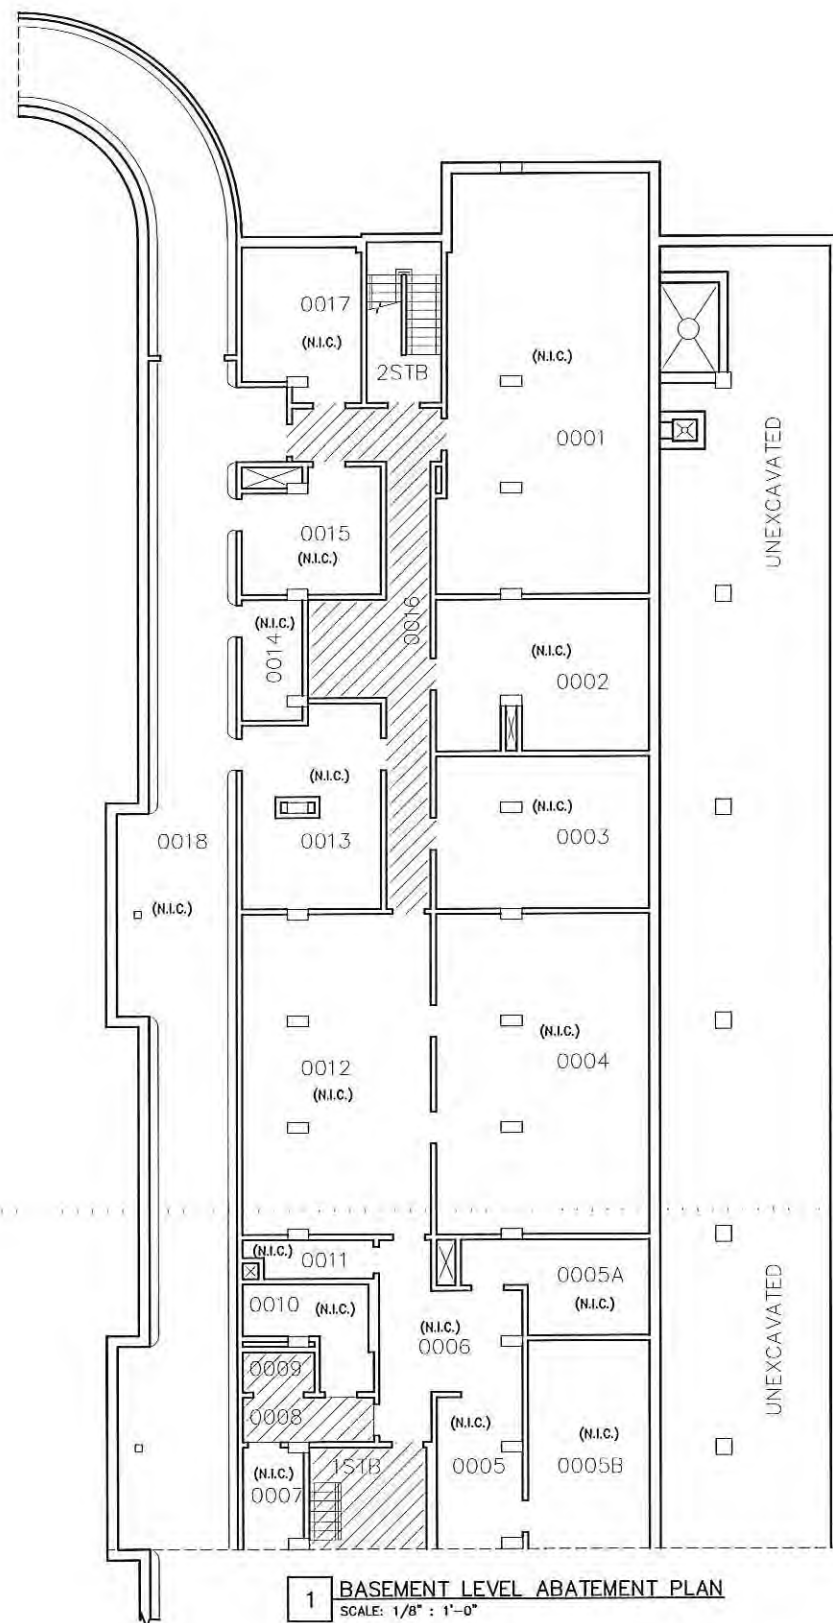 0017
(N.I.C.)
2STB
(N.I.C.)
0001
UNEXCAVATED
0015
(N.I.C.)
(N.I.C.)
0014
0016
(N.I.C.)
0002
(N.I.C.)
0013
(N.I.C.)
0003
0018
(N.I.C.)
(N.I.C.)
0004
0012
(N.I.C.)
(N.I.C.)
0011
0005A
(N.I.C.)
0010
(N.I.C.)
(N.I.C.)
0006
UNEXCAVATED
0009
0008
(N.I.C.)
0007
1STB
(N.I.C.)
0005
(N.I.C.)
0005B
1
BASEMENT LEVEL ABATEMENT PLAN
SCALE: 1/8" : 1'-0"